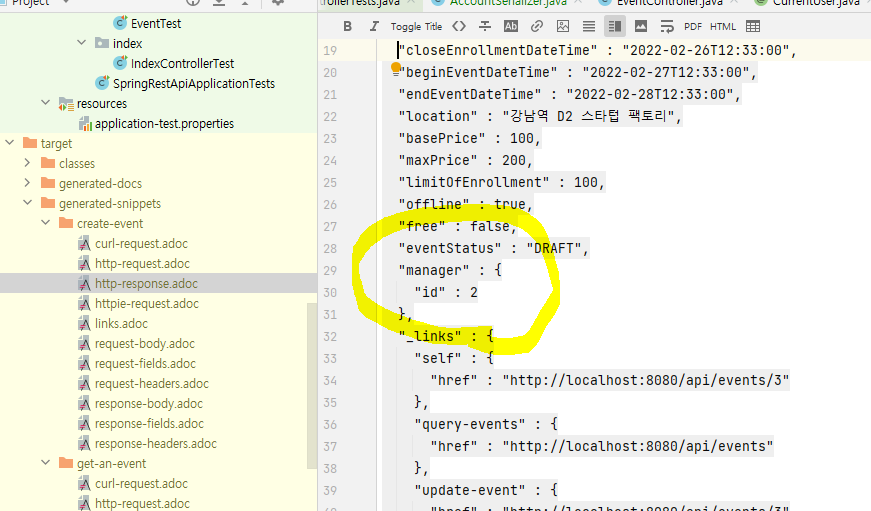 Project
EventTest
index
IndexControllerTest
SpringRestApiApplicationTests
resources
application-test.properties
target
classes
generated-docs
generated-snippets
create-event
curl-request.adoc
http-request.adoc
http-response.adoc
httpie-request.adoc
links.adoc
request-body.adoc
request-fields.adoc
request-headers.adoc
response-body.adoc
response-fields.adoc
response-headers.adoc
get-an-event
curl-request.adoc
http-request.adoc
rollerTests.java
AccountSerializer.java
EventController.java
CurrentUser.java
B I Toggle Title <> Ab PDF HTML
19 "closeEnrollmentDateTime" : "2022-02-26T12:33:00",
20 "beginEventDateTime" : "2022-02-27T12:33:00",
21 "endEventDateTime" : "2022-02-28T12:33:00",
22 "location" : "강남역 D2 스타텁 팩토리",
23 "basePrice" : 100,
24 "maxPrice" : 200,
25 "limitOfEnrollment" : 100,
26 "offline" : true,
27 "free" : false,
28 "eventStatus" : "DRAFT",
29 "manager" : {
30 "id" : 2
31 },
32 "_links" : {
33 "self" : {
34 "href" : "http://localhost:8080/api/events/3"
35 },
36 "query-events" : {
37 "href" : "http://localhost:8080/api/events"
38 },
39 "update-event" : {
"href" : "http://localhost:8080/api/events/3"